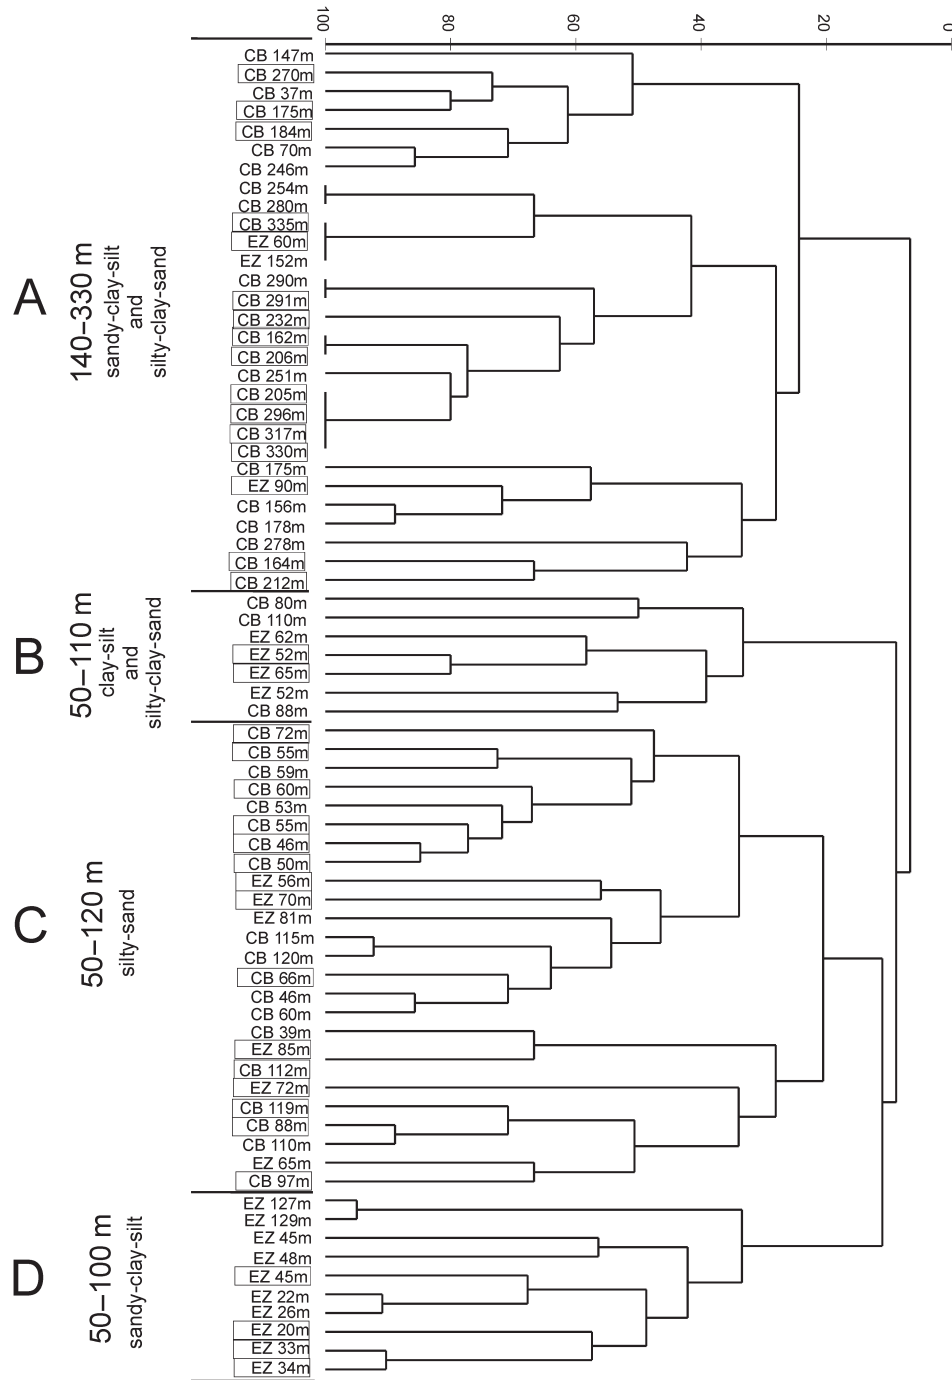 100 80 60 40 20 0
CB 147m
CB 270m
CB 37m
CB 175m
CB 184m
CB 70m
CB 246m
CB 254m
CB 280m
CB 335m
EZ 60m
EZ 152m
CB 290m
CB 291m
CB 232m
CB 162m
CB 206m
CB 251m
CB 205m
CB 296m
CB 317m
CB 330m
CB 175m
EZ 90m
CB 156m
CB 178m
CB 278m
CB 164m
CB 212m
A
140–330 m
sandy-clay-silt
and
silty-clay-sand
CB 80m
CB 110m
EZ 62m
EZ 52m
EZ 65m
EZ 52m
CB 88m
B
50–110 m
clay-silt
and
silty-clay-sand
CB 72m
CB 55m
CB 59m
CB 60m
CB 53m
CB 55m
CB 46m
CB 50m
EZ 56m
EZ 70m
EZ 81m
CB 115m
CB 120m
CB 66m
CB 46m
CB 60m
CB 39m
EZ 85m
CB 112m
EZ 72m
CB 119m
CB 88m
CB 110m
EZ 65m
CB 97m
C
50–120 m
silty-sand
EZ 127m
EZ 129m
EZ 45m
EZ 48m
EZ 45m
EZ 22m
EZ 26m
EZ 20m
EZ 33m
EZ 34m
D
50–100 m
sandy-clay-silt